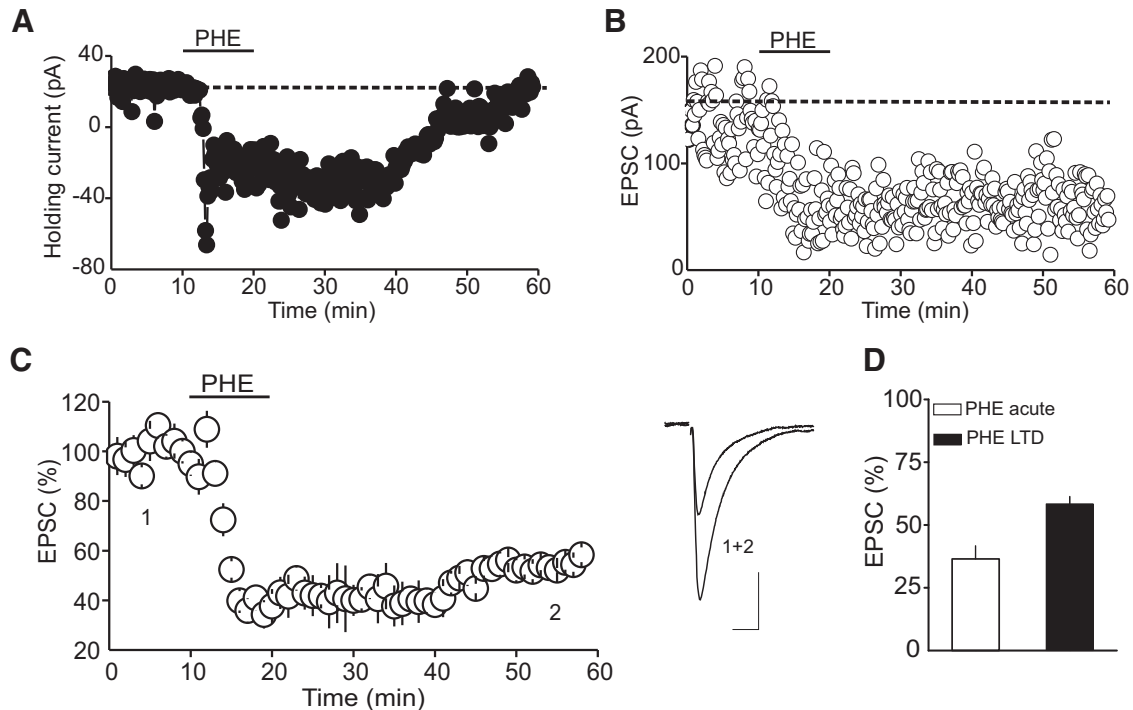 A
PHE
Holding current (pA)
40
0
-40
-80
0 10 20 30 40 50 60
Time (min)
B
PHE
EPSC (pA)
200
100
0
0 10 20 30 40 50 60
Time (min)
C
PHE
EPSC (%)
120
100
80
60
40
20
1
2
0 10 20 30 40 50 60
Time (min)
1+2
D
EPSC (%)
100
75
50
25
0
PHE acute
PHE LTD